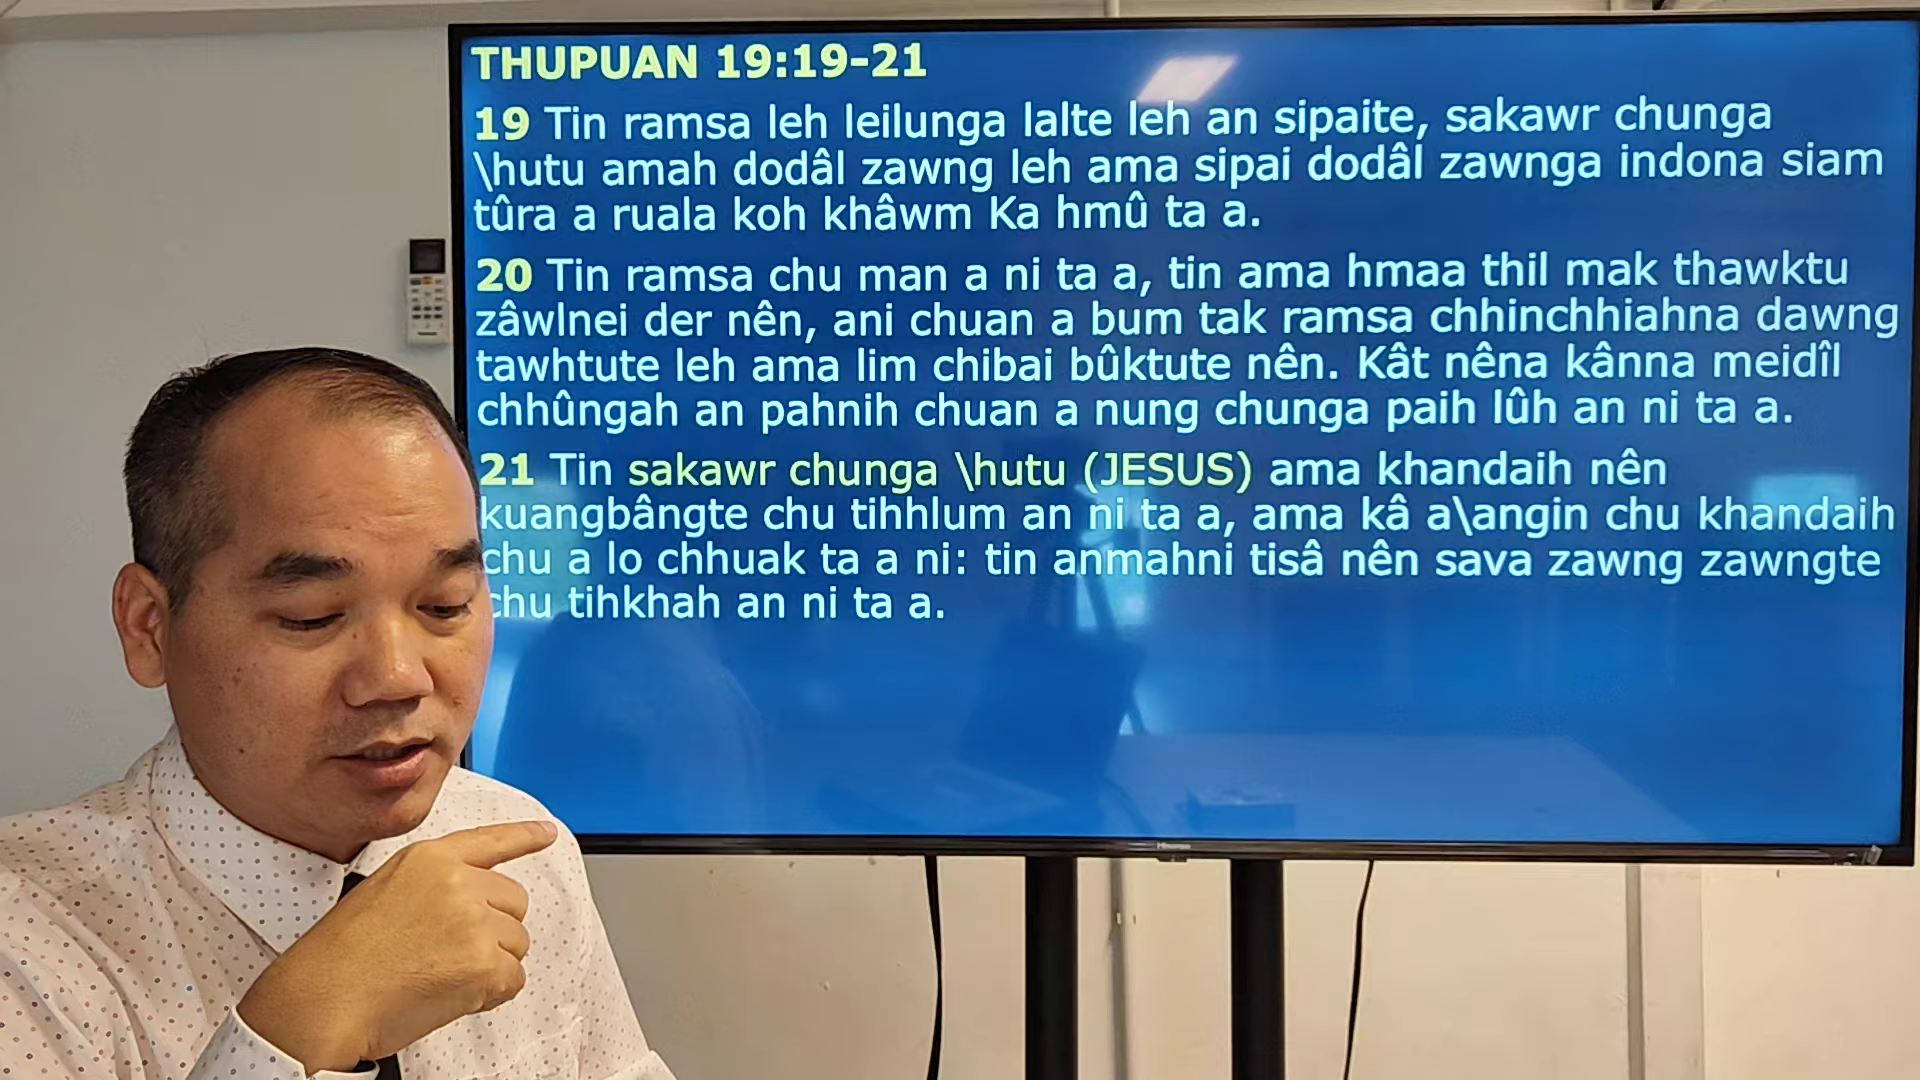 THUPUAN 19:19-21
19 Tin ramsa leh leilunga lalte leh an sipaite, sakawr chunga
\hutu amah dodâl zawng leh ama sipai dodâl zawnga indona siam
tûra a ruala koh khâwm Ka hmû ta a.
20 Tin ramsa chu man a ni ta a, tin ama hmaa thil mak thawktu
zâwlnei der nên, ani chuan a bum tak ramsa chhinchhiahna dawng
tawhtute leh ama lim chibai bûktute nên. Kât nêna kânna meidîl
chhûngah an pahnih chuan a nung chunga paih lûh an ni ta a.
21 Tin sakawr chunga \hutu (JESUS) ama khandaih nên
kuangbângte chu tihhlum an ni ta a, ama kâ a\angin chu khandaih
chu a lo chhuak ta a ni: tin anmahni tisâ nên sava zawng zawngte
chu tihkhah an ni ta a.
Hisense